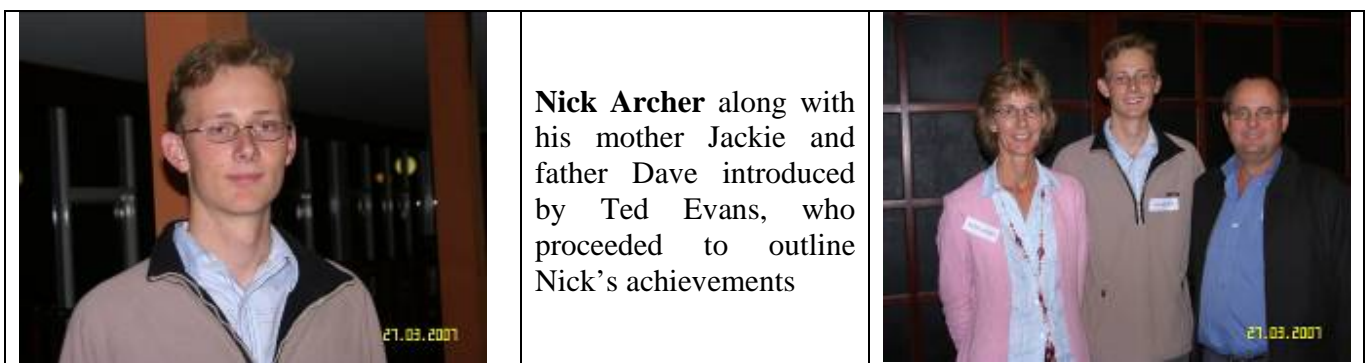 Nick Archer along with
his mother Jackie and
father Dave introduced
by Ted Evans, who
proceeded to outline
Nick's achievements
27.03.2007
27.03.2007